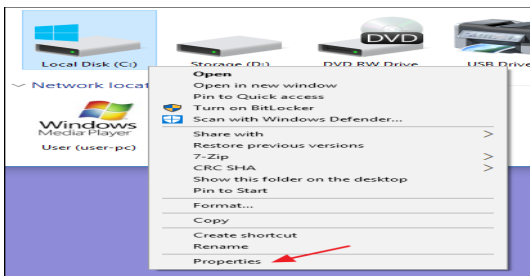 DVD
Local Disk (C:)
Storage (D:)
DVD RW Drive
USB Drive
Network locat
Windows
Media Player
User (user-pc)
Open
Open in new window
Pin to Quick access
Turn on BitLocker
Scan with Windows Defender...
Share with
Restore previous versions
7-Zip
CRC SHA
Show this folder on the desktop
Pin to Start
Format...
Copy
Create shortcut
Rename
Properties